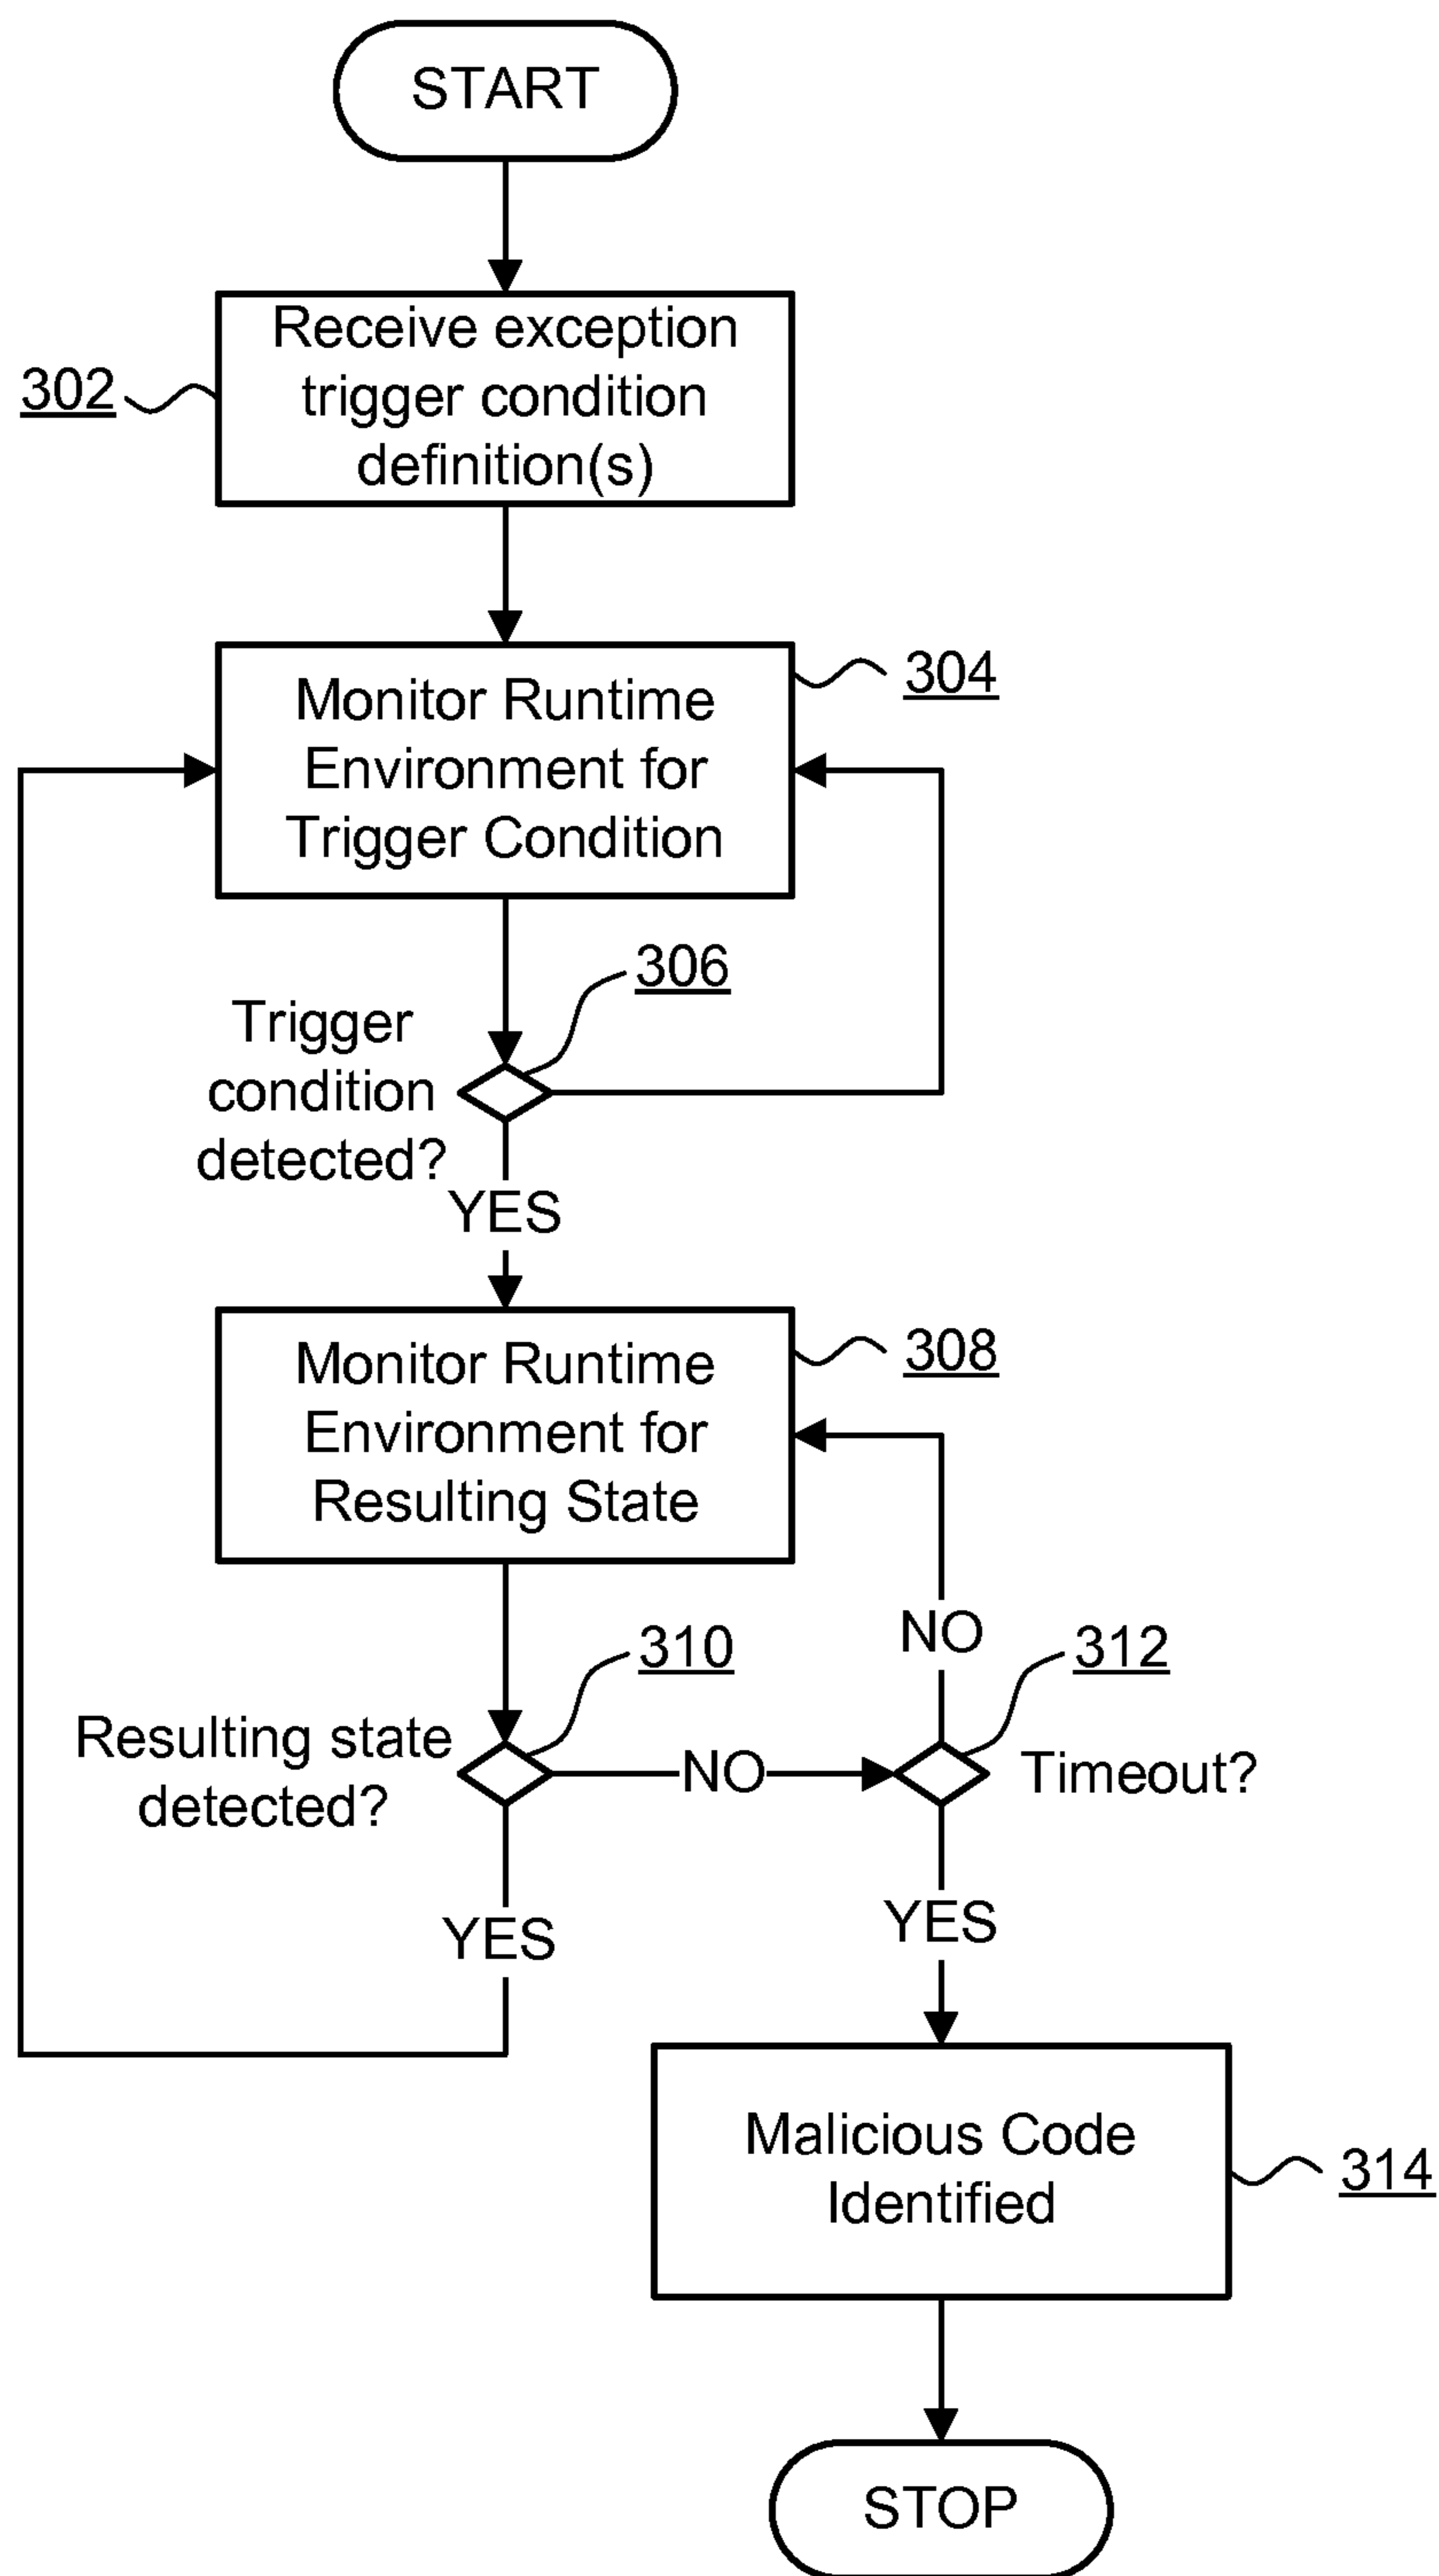 START
302
Receive exception
trigger condition
definition(s)
304
Monitor Runtime
Environment for
Trigger Condition
306
Trigger
condition
detected?
YES
308
Monitor Runtime
Environment for
Resulting State
310
NO
312
Resulting state
detected?
NO
Timeout?
YES
YES
Malicious Code
Identified
314
STOP